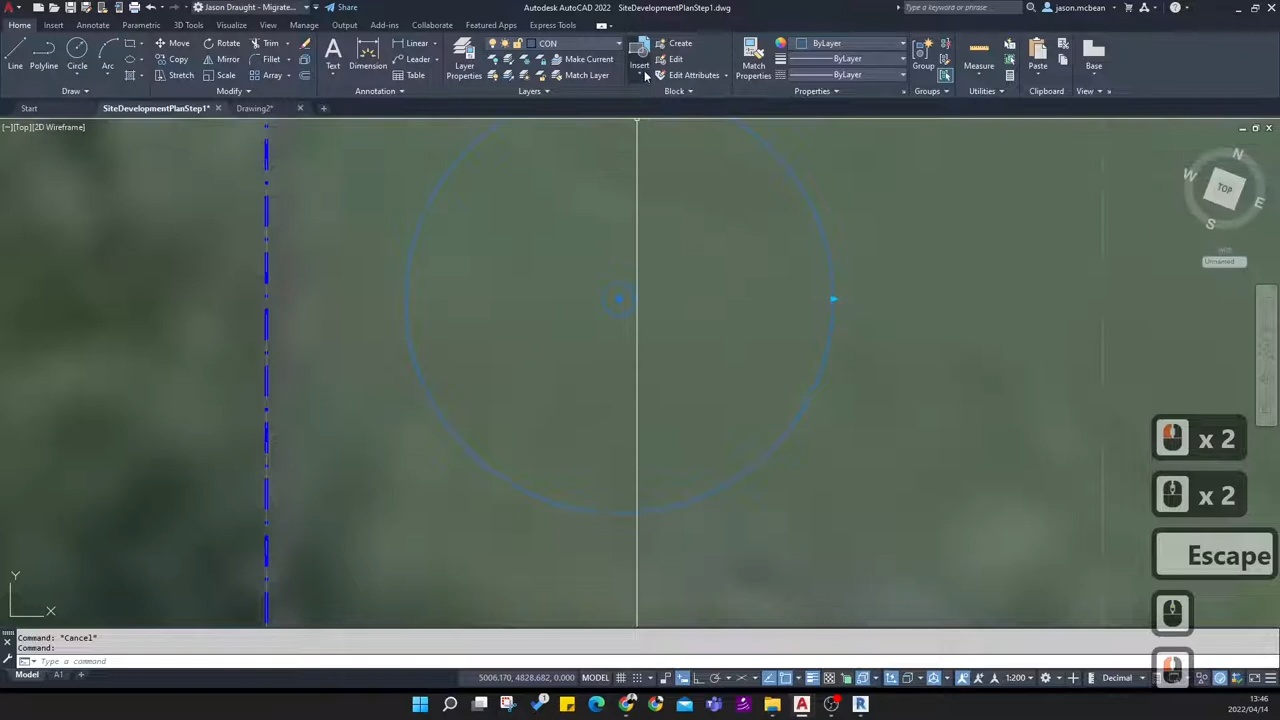 Jason Draught - Migrate...
Share
Autodesk AutoCAD 2022 SiteDevelopmentPlanStep1.dwg
Type a keyword or phrase
jason.mcbean
Home Insert Annotate Parametric 3D Tools Visualize View Manage Output Add-ins Collaborate Featured Apps Express Tools
Line Polyline Circle Arc
Move Rotate Trim
Copy Mirror Fillet
Stretch Scale Array
Text Dimension
Linear
Leader
Table
Layer Properties
CON
Make Current
Match Layer
Insert
Create
Edit
Edit Attributes
Match Properties
ByLayer
ByLayer
ByLayer
Group
Measure
Paste
Base
Draw Modify Annotation Layers Block Properties Groups Utilities Clipboard View
Start SiteDevelopmentPlanStep1* Drawing2*
[−][Top][2D Wireframe]
N
W
TOP
E
S
Unnamed
x 2
x 2
Escape
Y
X
Command: *Cancel*
Command:
Type a command
Model A1
5006.170, 4828.682, 0.000 MODEL
1:200
Decimal
13:46
2022/04/14